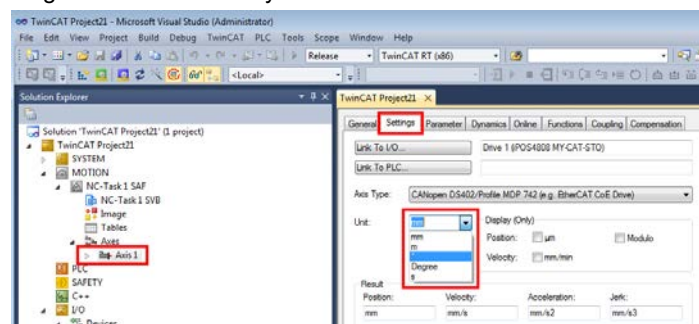 TwinCAT Project21 - Microsoft Visual Studio (Administrator)
File Edit View Project Build Debug TwinCAT PLC Tools Scope Window Help
Release TwinCAT RT (x86)
<Local>
Solution Explorer
TwinCAT Project21
Solution 'TwinCAT Project21' (1 project)
TwinCAT Project21
SYSTEM
MOTION
NC-Task 1 SAF
NC-Task 1 SVB
Image
Tables
Axes
Axis 1
PLC
SAFETY
C++
I/O
Devices
General Settings Parameter Dynamics Online Functions Coupling Compensation
Link To I/O... Drive 1 (iPOS4808 MY-CAT-STO)
Link To PLC...
Axis Type: CANopen DS402/Profile MDP 742 (e.g. EtherCAT CoE Drive)
Unit: mm Display (Only)
mm
m
°
Degree
s
Position: µm Modulo
Velocity: mm/min
Result
Position: Velocity: Acceleration: Jerk:
mm mm/s mm/s2 mm/s3